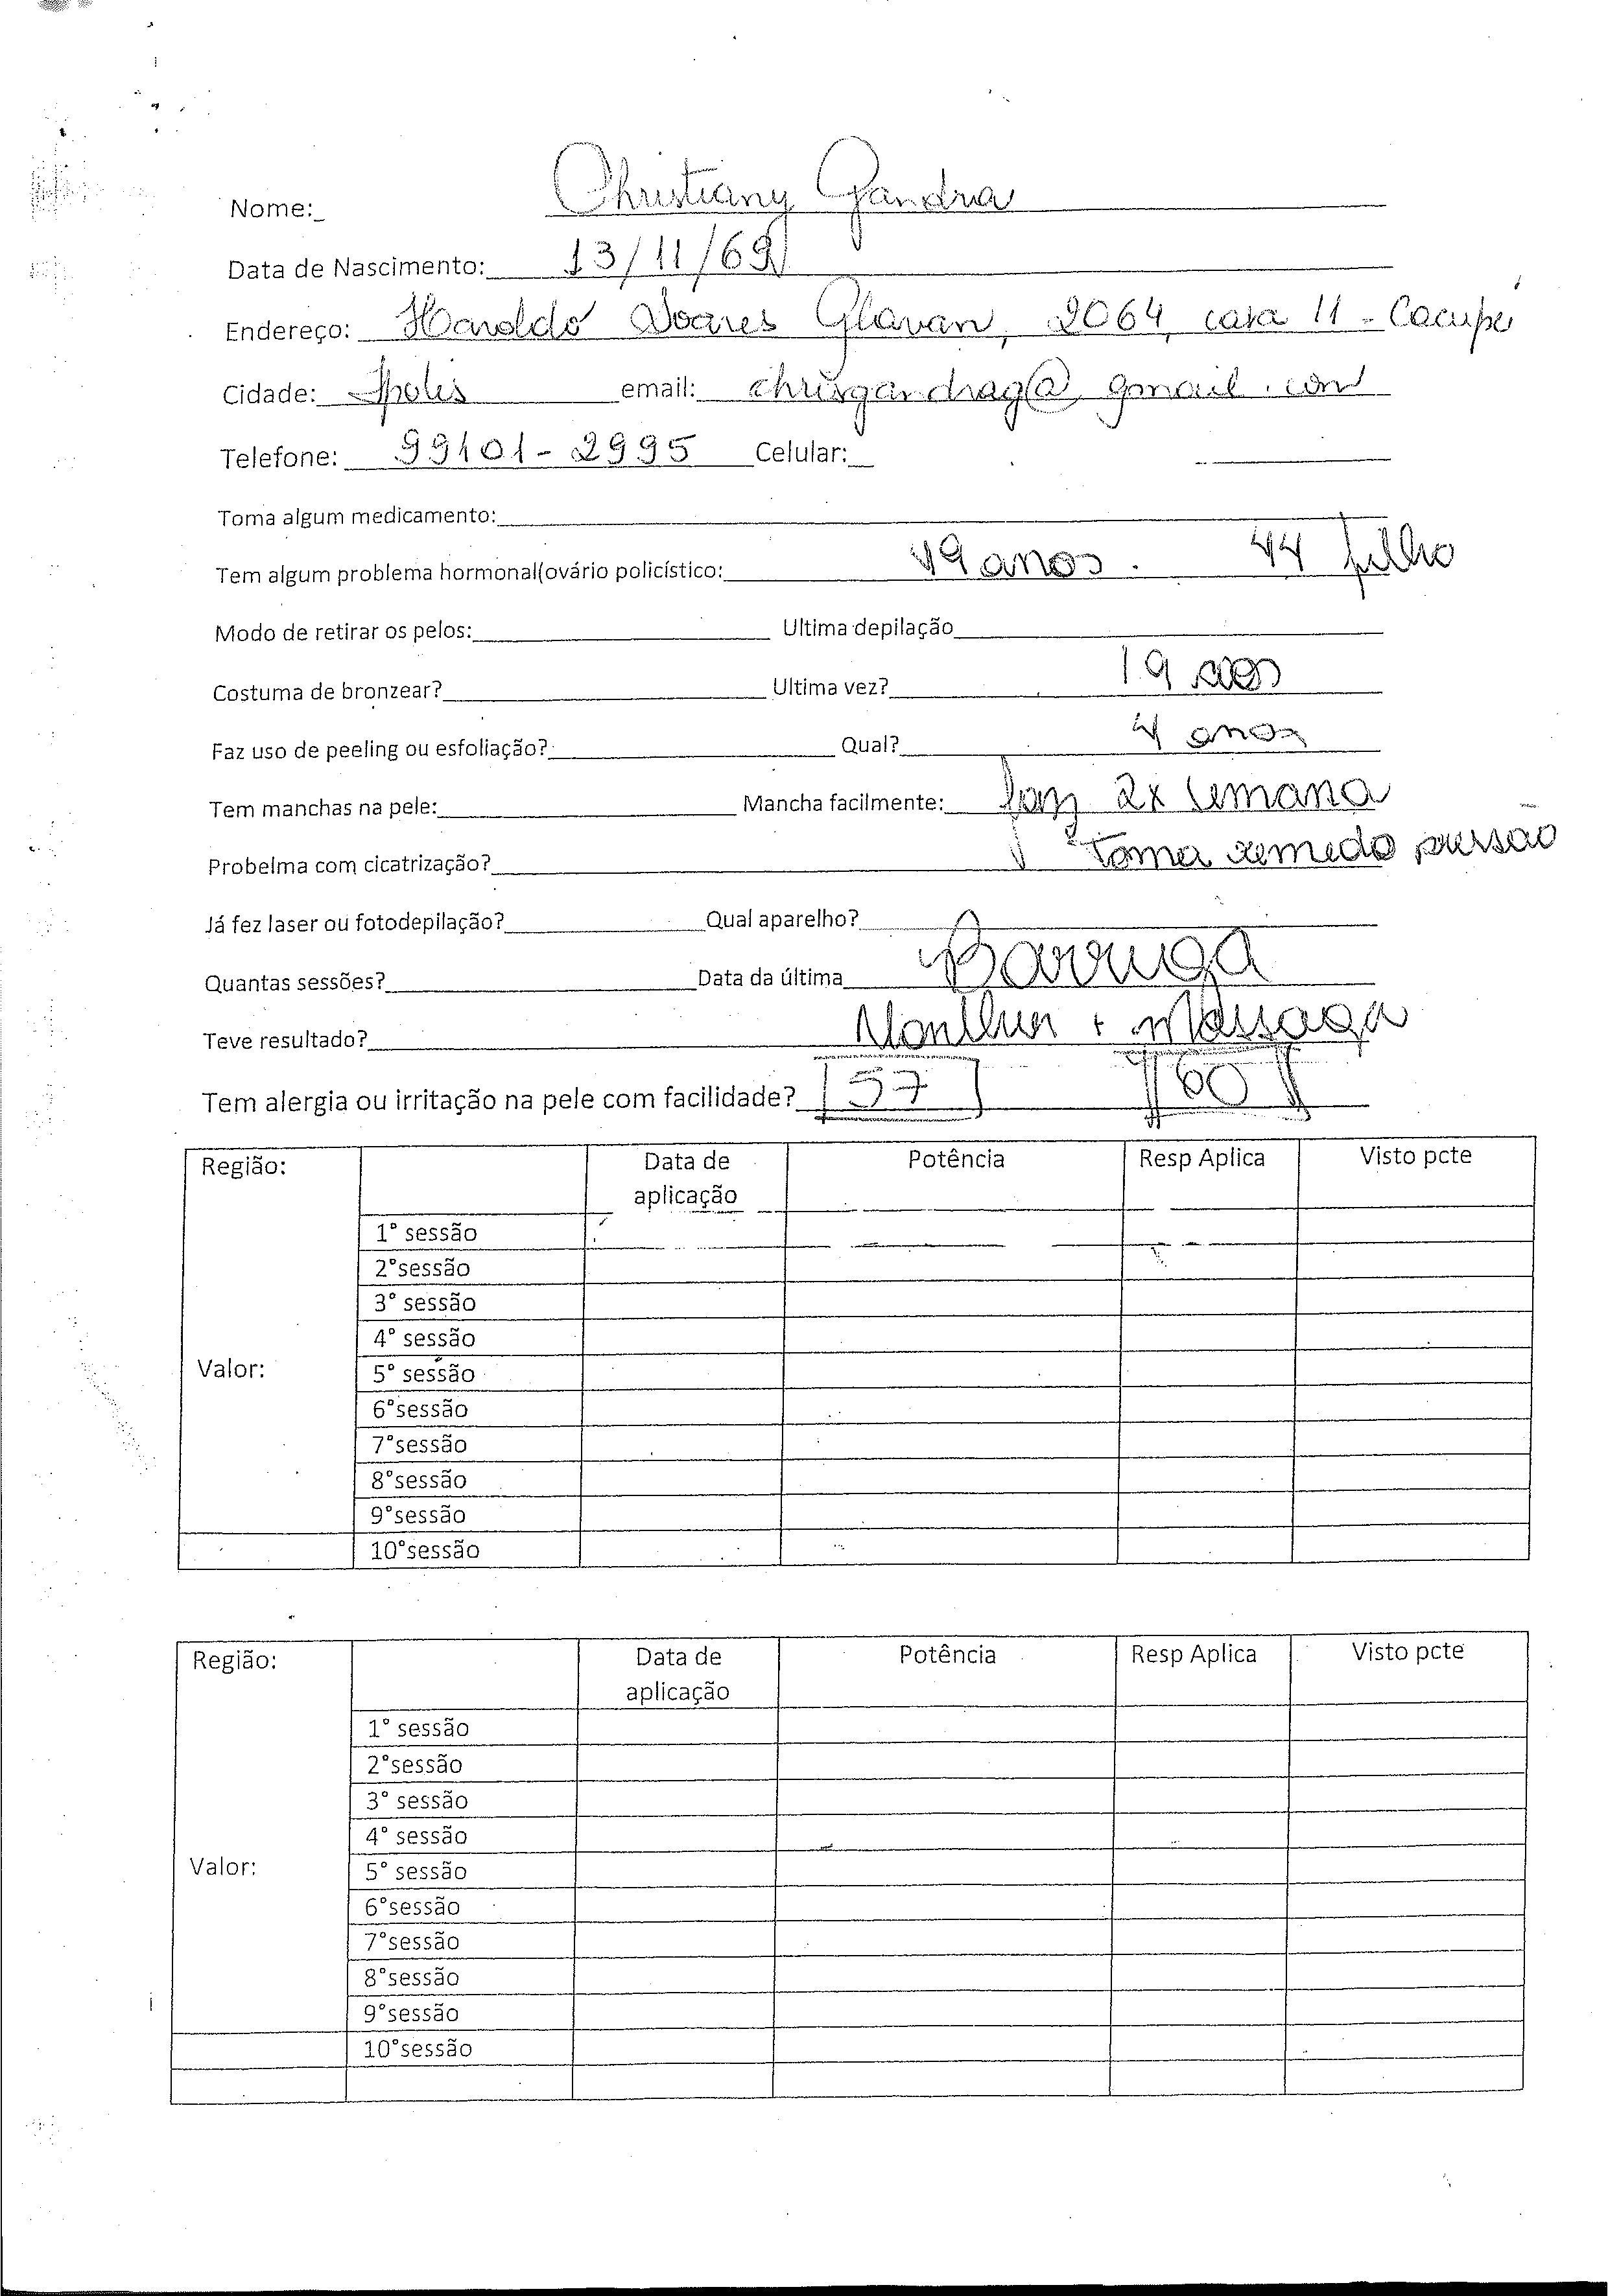 Nome: Christiany Gandra
Data de Nascimento: 13/11/69
Endereço: Haroldo Soares Glavan, 2064, casa 11 - Cacupé
Cidade: Fpolis email: chrisgandrag@gmail.com
Telefone: 99101-2995 Celular:
Toma algum medicamento:
Tem algum problema hormonal(ovário policístico: 49 anos. 44 filho
Modo de retirar os pelos: Ultima depilação
Costuma de bronzear? Ultima vez? 19 anos
Faz uso de peeling ou esfoliação? Qual? 4 anos
Tem manchas na pele: Mancha facilmente: faz 2x semana
Probelma com cicatrização? toma remedo pressão
Já fez laser ou fotodepilação? Qual aparelho?
Quantas sessões? Data da última Barriga
Teve resultado? + Massagem
Tem alergia ou irritação na pele com facilidade? 57 60
Região: Data de aplicação Potência Resp Aplica Visto pcte
1° sessão
2°sessão
3° sessão
4° sessão
Valor: 5° sessão
6°sessão
7°sessão
8°sessão
9°sessão
10°sessão
Região: Data de aplicação Potência Resp Aplica Visto pcte
1° sessão
2°sessão
3° sessão
4° sessão
Valor: 5° sessão
6°sessão
7°sessão
8°sessão
9°sessão
10°sessão